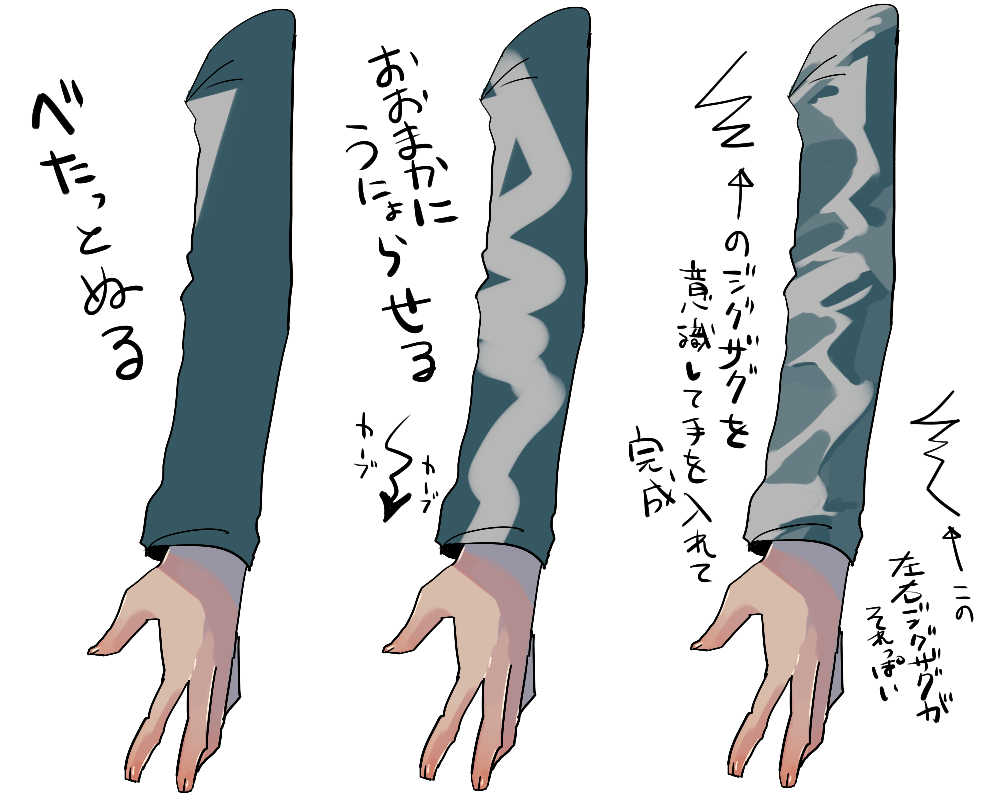 べたっとぬる
おおまかに
うにょらせる
カーブ
カーブ
↑のジグザグを
意識して手を入れて
完成
←この
左右ジグザグが
それっぽい